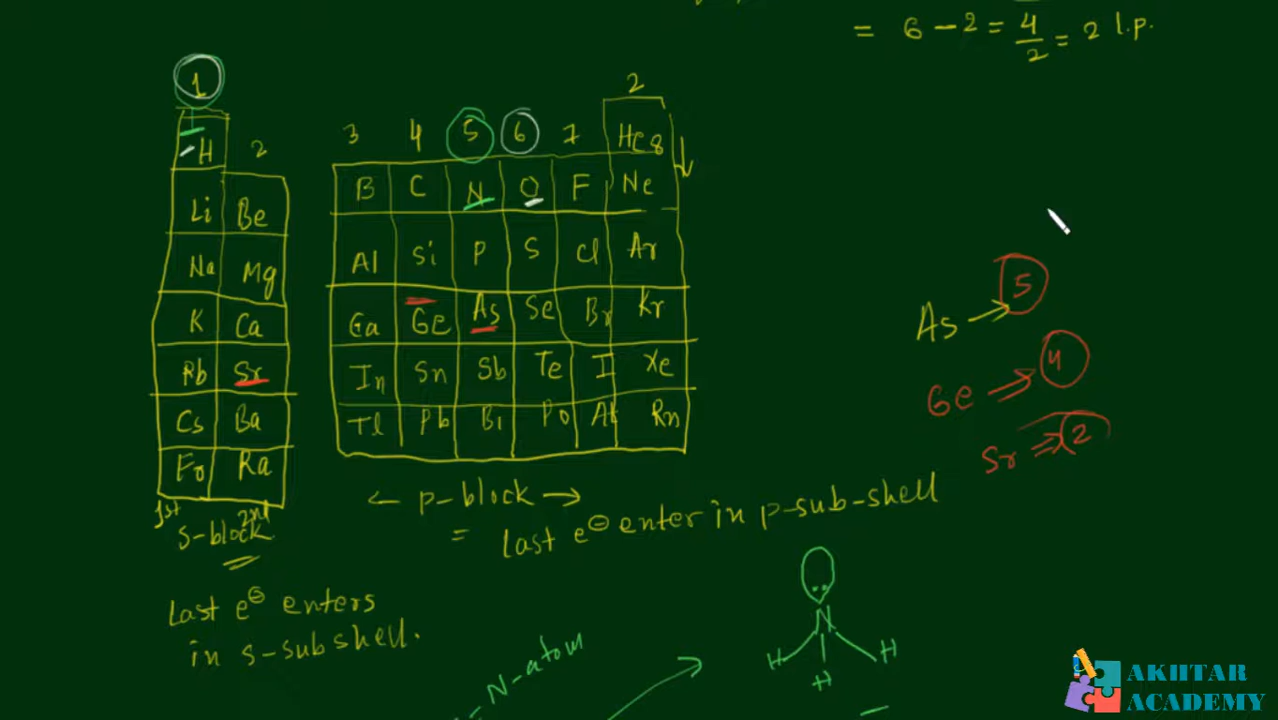 = 6 - 2 = 4/2 = 2 l.p.
1
2
3 4 5 6 7 He 8
H 2
B C N O F Ne
Li Be
Al Si P S Cl Ar
Na Mg
Ga Ge As Se Br Kr
K Ca
In Sn Sb Te I Xe
Rb Sr
Tl Pb Bi Po At Rn
Cs Ba
Fr Ra
As → 5
Ge ⇒ 4
Sr ⇒ 2
1st 2nd
s-block
← p-block →
= last e⊖ enter in p-sub-shell
Last e⊖ enters
in s-subshell.
N-atom
N
H H
H
AKHTAR
ACADEMY